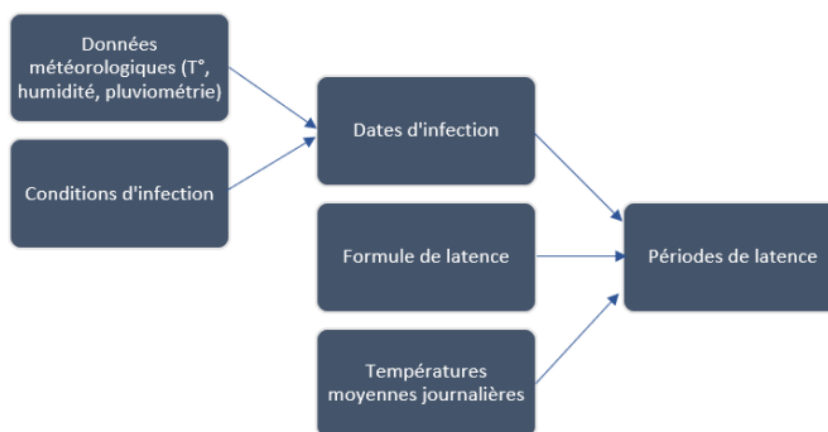 Données
météorologiques (T°,
humidité, pluviométrie)
Conditions d'infection
Dates d'infection
Formule de latence
Températures
moyennes journalières
Périodes de latence